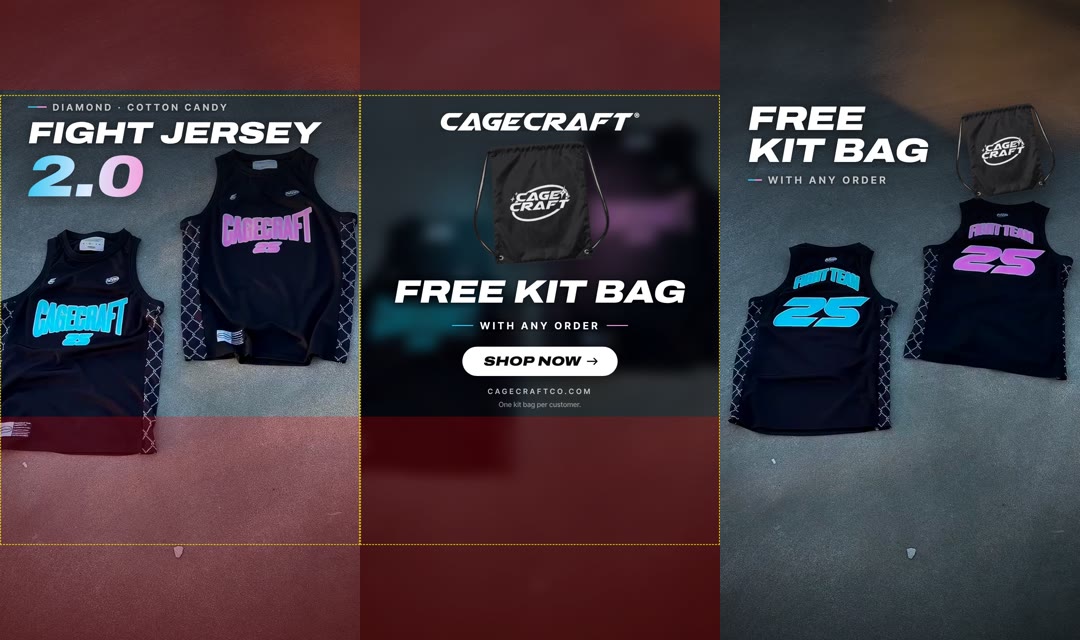 DIAMOND · COTTON CANDY
FIGHT JERSEY
2.0
CAGECRAFT
25
CAGECRAFT
25
CAGECRAFT®
CAGE
CRAFT
FREE KIT BAG
WITH ANY ORDER
SHOP NOW →
CAGECRAFTCO.COM
One kit bag per customer.
FREE
KIT BAG
WITH ANY ORDER
CAGE
CRAFT
FIGHT TEAM
25
FIGHT TEAM
25